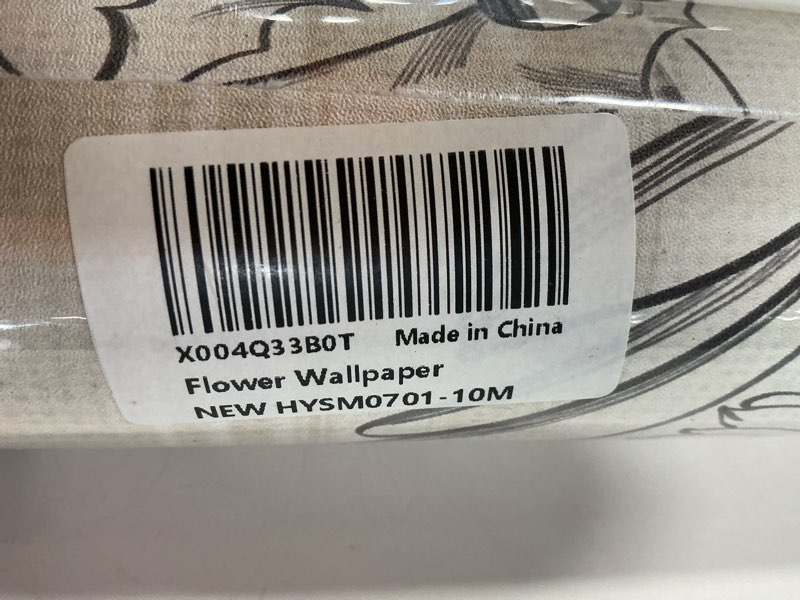 X004Q33B0T Made in China
Flower Wallpaper
NEW HYSM0701-10M